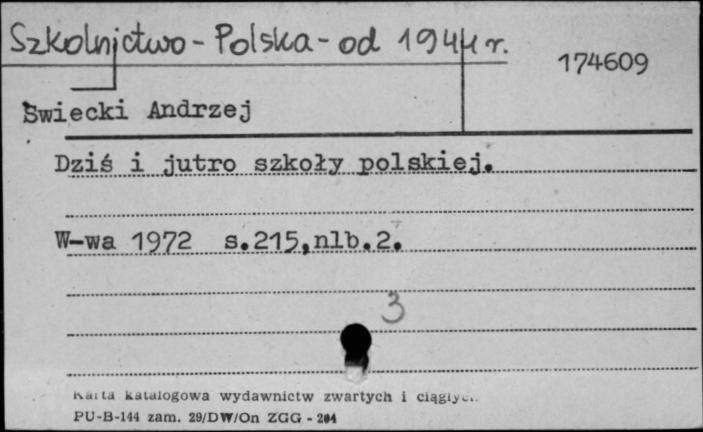 Szkolnictwo - Polska - od 1944 r.
174609
Świecki Andrzej
Dziś i jutro szkoły polskiej.
W-wa 1972 s.215,nlb.2.
3
Karta katalogowa wydawnictw zwartych i ciągłych
PU-B-144 zam. 29/DW/On ZGG - 204